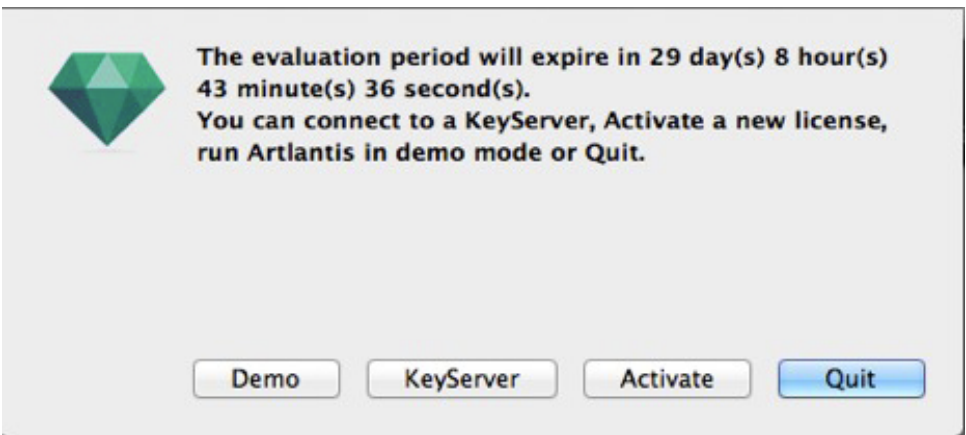 The evaluation period will expire in 29 day(s) 8 hour(s)
43 minute(s) 36 second(s).
You can connect to a KeyServer, Activate a new license,
run Artlantis in demo mode or Quit.
Demo KeyServer Activate Quit